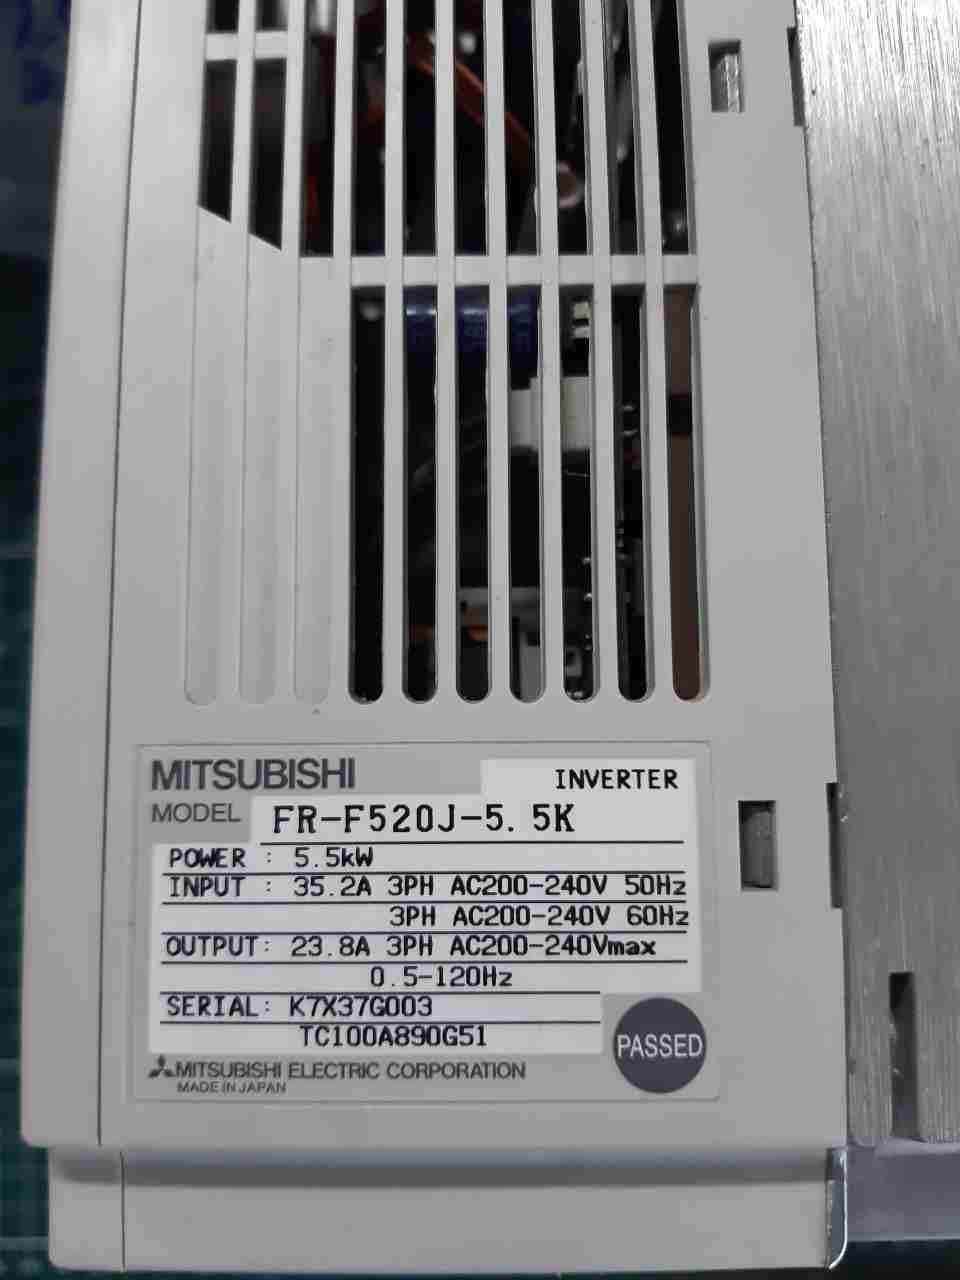 MITSUBISHI INVERTER
MODEL FR-F520J-5.5K
POWER : 5.5kW
INPUT : 35.2A 3PH AC200-240V 50Hz
3PH AC200-240V 60Hz
OUTPUT: 23.8A 3PH AC200-240Vmax
0.5-120Hz
SERIAL: K7X37G003
TC100A890G51
PASSED
MITSUBISHI ELECTRIC CORPORATION
MADE IN JAPAN